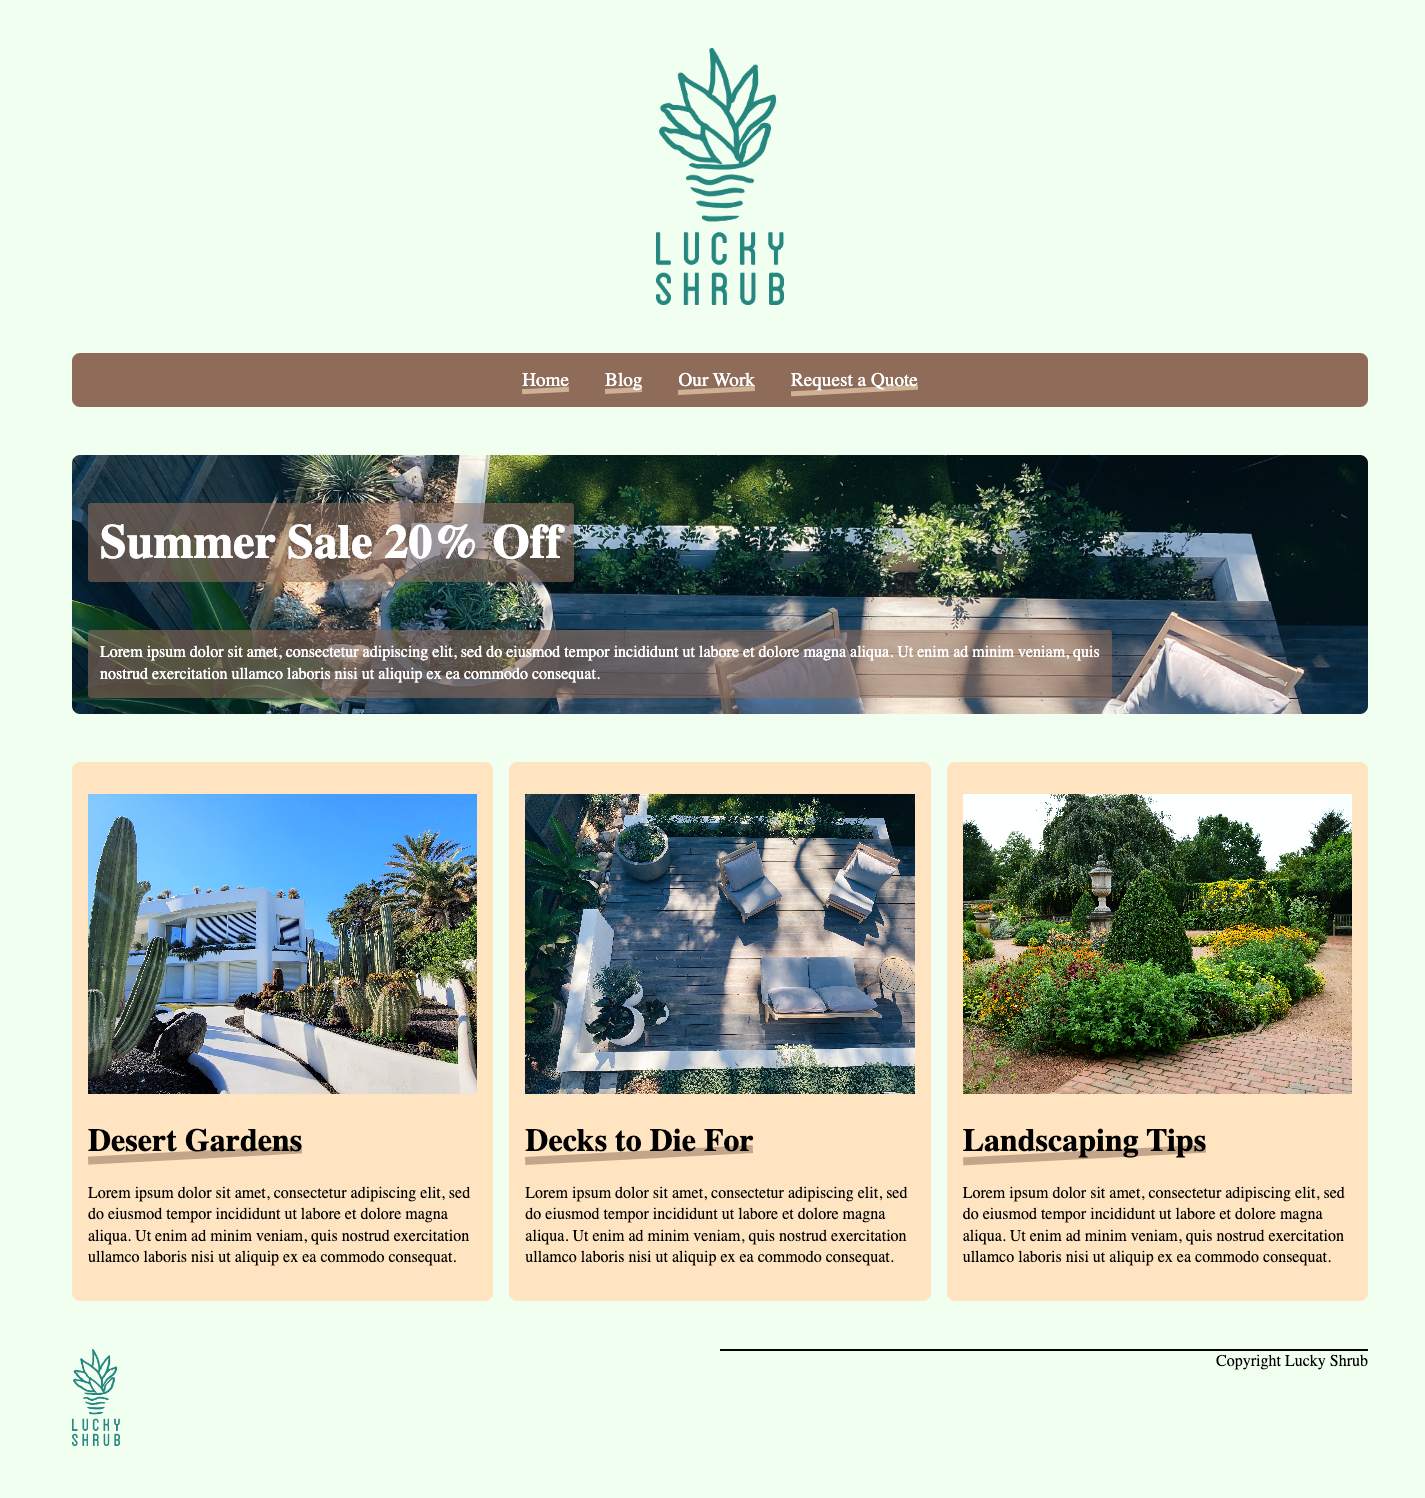 LUCKY
SHRUB
Home Blog Our Work Request a Quote
Summer Sale 20% Off
Lorem ipsum dolor sit amet, consectetur adipiscing elit, sed do eiusmod tempor incididunt ut labore et dolore magna aliqua. Ut enim ad minim veniam, quis
nostrud exercitation ullamco laboris nisi ut aliquip ex ea commodo consequat.
Desert Gardens
Lorem ipsum dolor sit amet, consectetur adipiscing elit, sed
do eiusmod tempor incididunt ut labore et dolore magna
aliqua. Ut enim ad minim veniam, quis nostrud exercitation
ullamco laboris nisi ut aliquip ex ea commodo consequat.
Decks to Die For
Lorem ipsum dolor sit amet, consectetur adipiscing elit, sed
do eiusmod tempor incididunt ut labore et dolore magna
aliqua. Ut enim ad minim veniam, quis nostrud exercitation
ullamco laboris nisi ut aliquip ex ea commodo consequat.
Landscaping Tips
Lorem ipsum dolor sit amet, consectetur adipiscing elit, sed
do eiusmod tempor incididunt ut labore et dolore magna
aliqua. Ut enim ad minim veniam, quis nostrud exercitation
ullamco laboris nisi ut aliquip ex ea commodo consequat.
LUCKY
SHRUB
Copyright Lucky Shrub